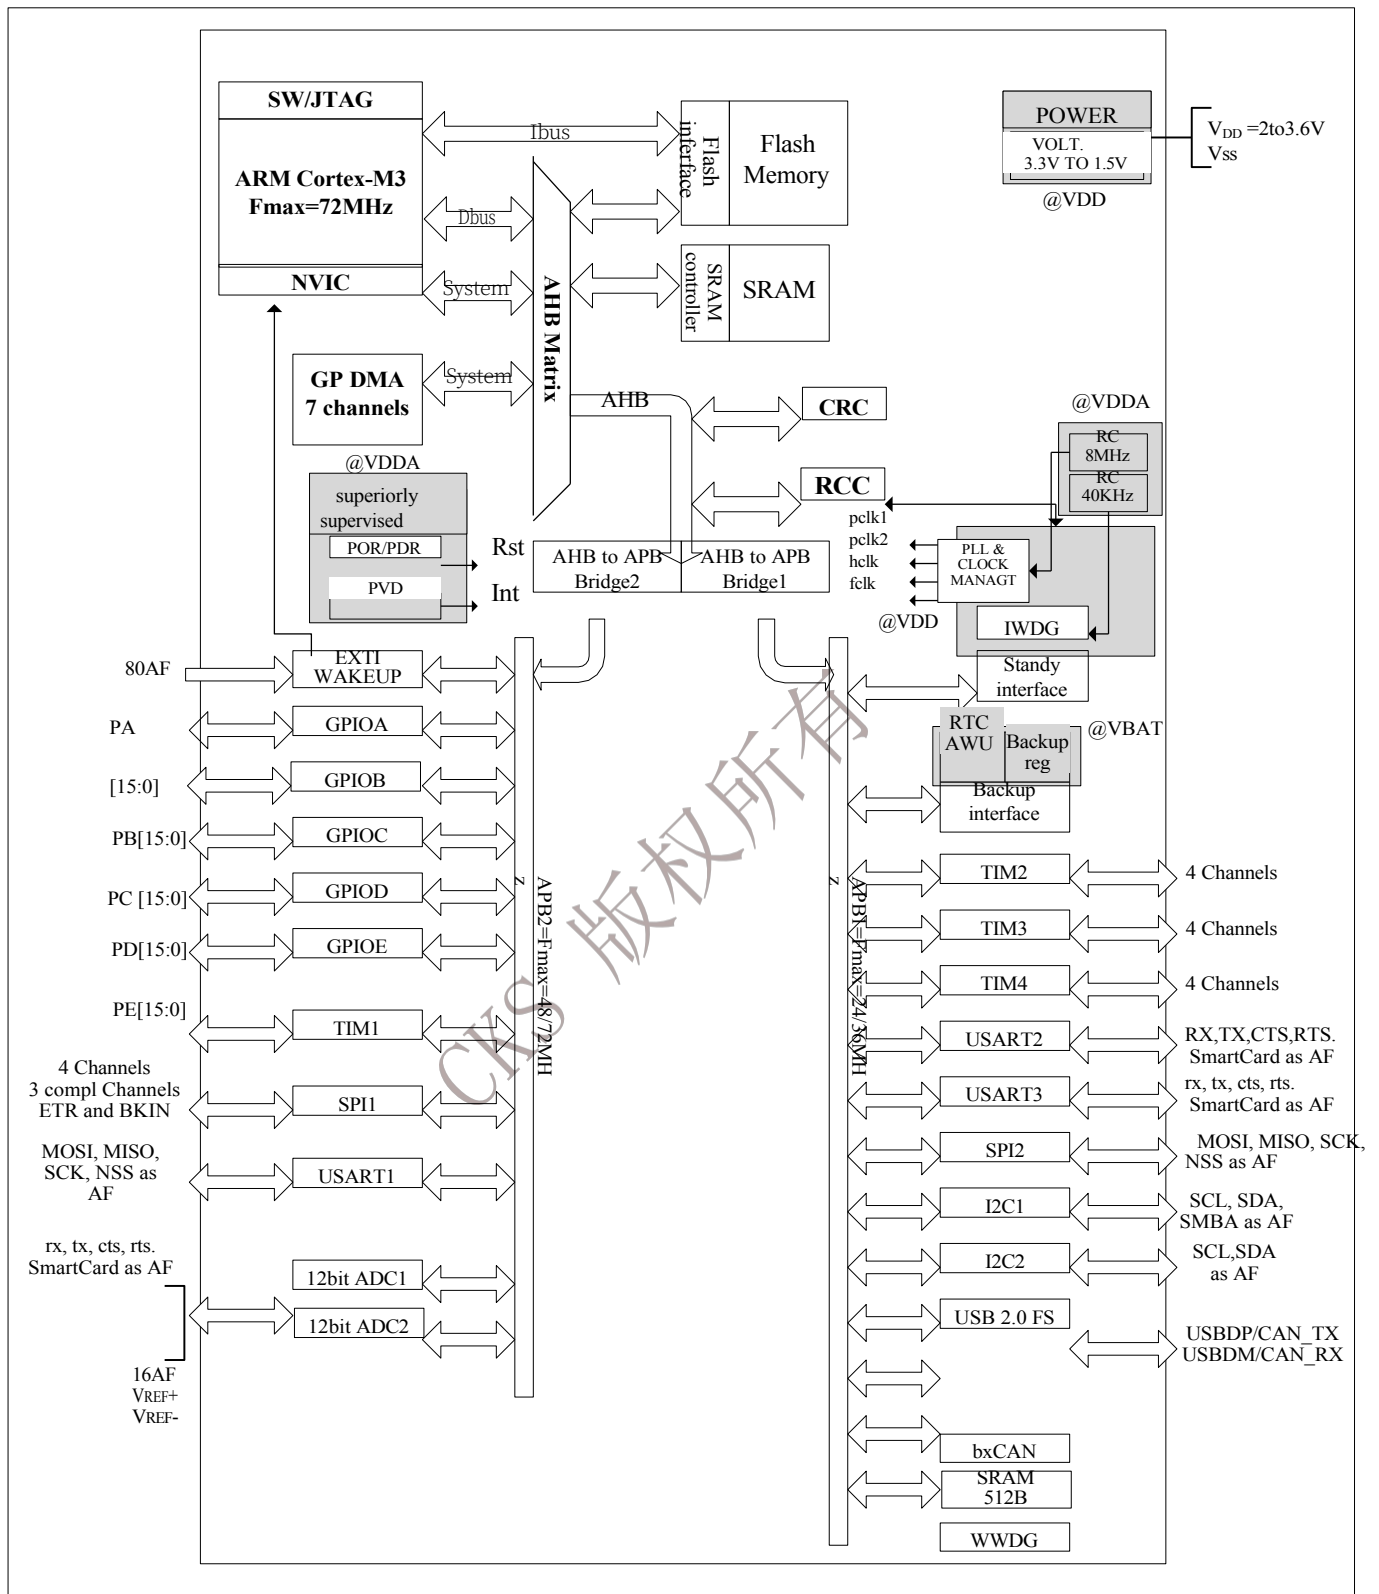 SW/JTAG
ARM Cortex-M3
Fmax=72MHz
NVIC
Ibus
Dbus
System
System
GP DMA
7 channels
AHB Matrix
Flash
inferface
Flash
Memory
SRAM
controller
SRAM
POWER
VOLT.
3.3V TO 1.5V
@VDD
VDD =2to3.6V
VSS
AHB
CRC
RCC
@VDDA
RC
8MHz
RC
40KHz
@VDDA
superiorly
supervised
POR/PDR
PVD
Rst
Int
AHB to APB
Bridge2
AHB to APB
Bridge1
pclk1
pclk2
hclk
fclk
PLL &
CLOCK
MANAGT
@VDD
IWDG
Standy
interface
RTC
AWU
Backup
reg
@VBAT
Backup
interface
80AF
EXTI
WAKEUP
PA
GPIOA
[15:0]
GPIOB
PB[15:0]
GPIOC
PC [15:0]
GPIOD
PD[15:0]
GPIOE
PE[15:0]
TIM1
4 Channels
3 compl Channels
ETR and BKIN
SPI1
MOSI, MISO,
SCK, NSS as
AF
USART1
rx, tx, cts, rts.
SmartCard as AF
12bit ADC1
12bit ADC2
16AF
VREF+
VREF-
APB2=Fmax=48/72MH
z
APB1=Fmax=24/36MH
z
TIM2
4 Channels
TIM3
4 Channels
TIM4
4 Channels
USART2
RX,TX,CTS,RTS.
SmartCard as AF
USART3
rx, tx, cts, rts.
SmartCard as AF
SPI2
MOSI, MISO, SCK,
NSS as AF
I2C1
SCL, SDA,
SMBA as AF
I2C2
SCL,SDA
as AF
USB 2.0 FS
USBDP/CAN_TX
USBDM/CAN_RX
bxCAN
SRAM
512B
WWDG
CKS 版权所有